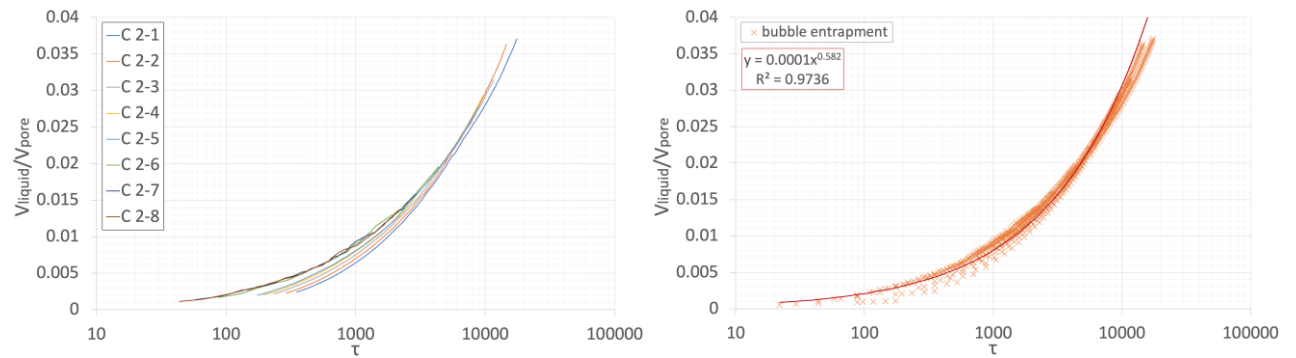 0.04
0.035
0.03
0.025
0.02
0.015
0.01
0.005
0
Vliquid/Vpore
C 2-1
C 2-2
C 2-3
C 2-4
C 2-5
C 2-6
C 2-7
C 2-8
10 100 1000 10000 100000
τ
0.04
0.035
0.03
0.025
0.02
0.015
0.01
0.005
0
Vliquid/Vpore
bubble entrapment
y = 0.0001x^0.582
R² = 0.9736
10 100 1000 10000 100000
τ